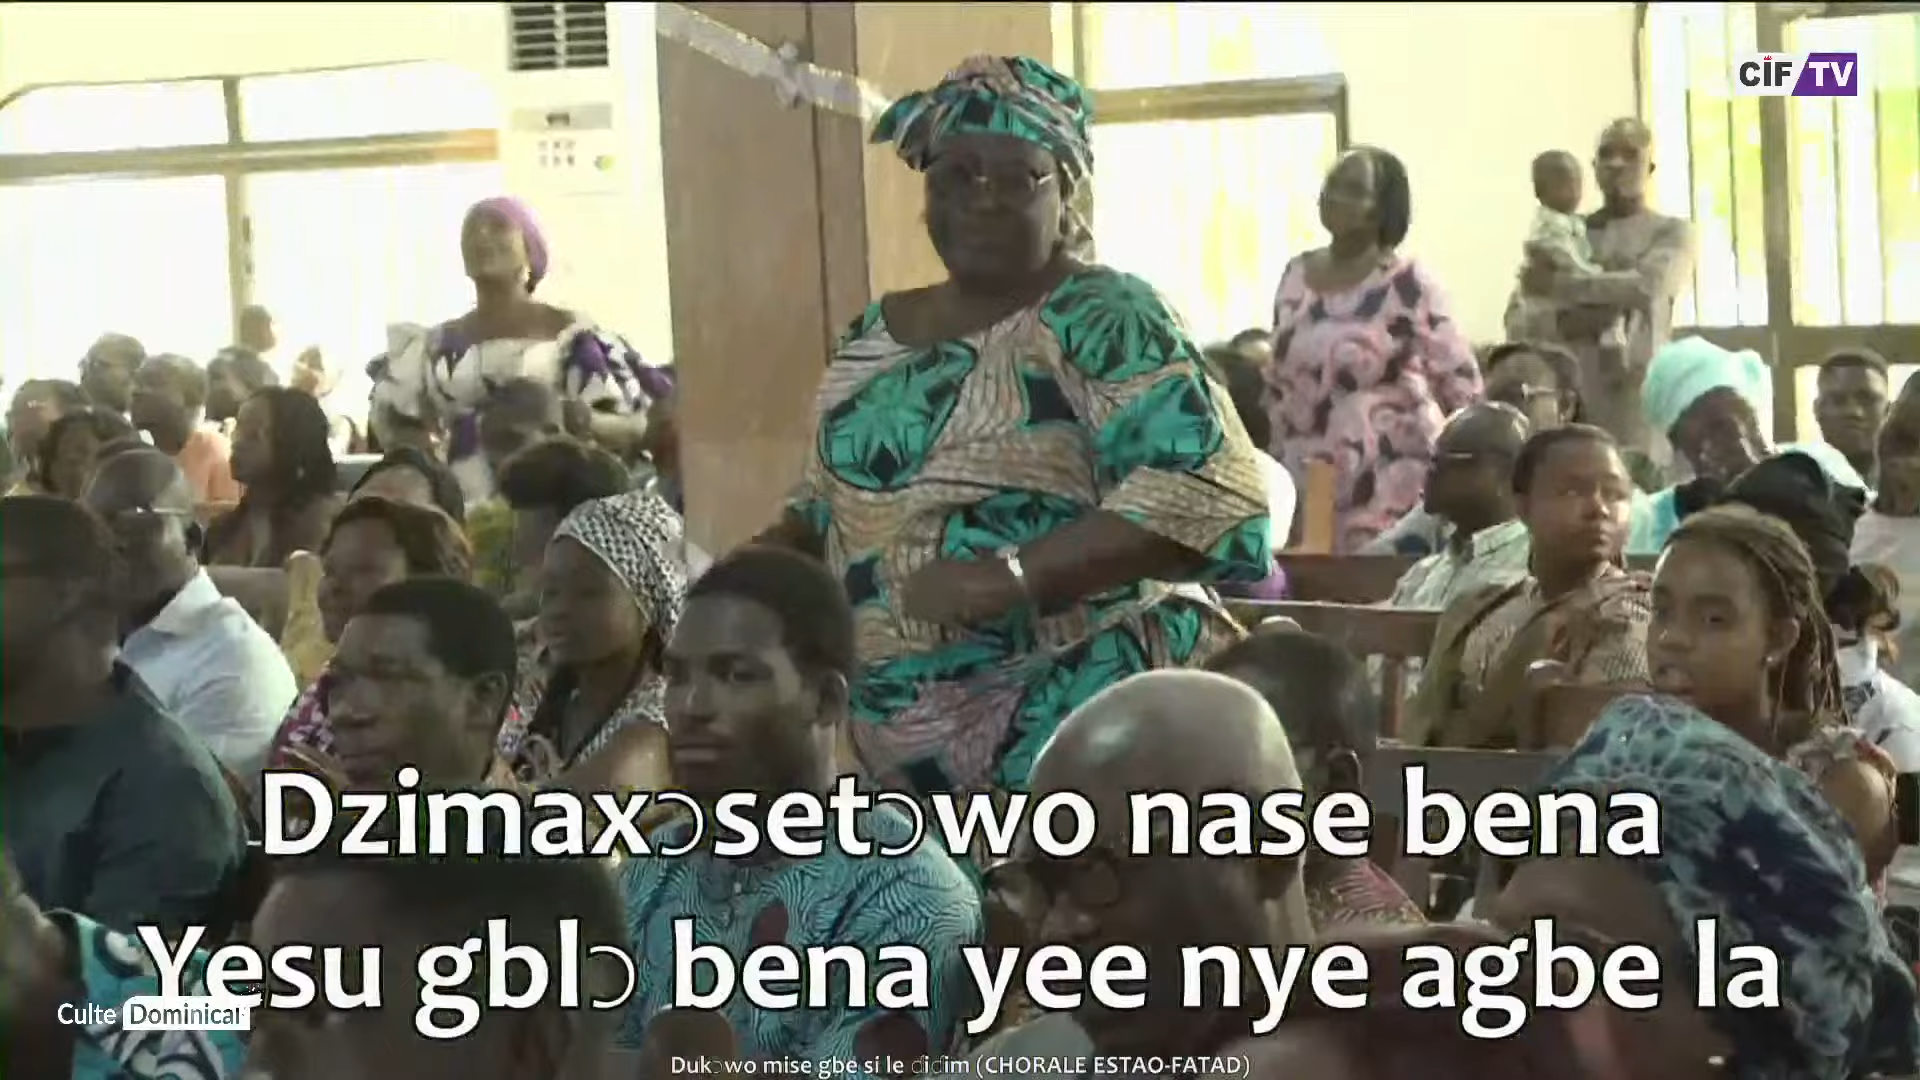 CIF TV
Dzimaxɔsetɔwo nase bena
Yesu gblɔ bena yee nye agbe la
Culte Dominical
Dukɔwo mise gbe si le ɖiɖim (CHORALE ESTAO-FATAD)